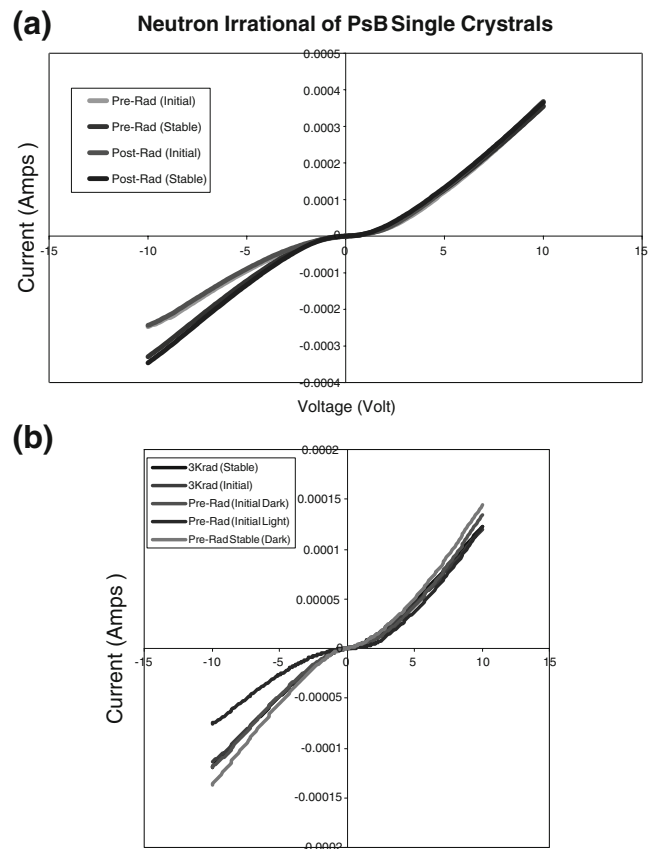 (a)
Neutron Irrational of PsB Single Crystrals
0.0005
0.0004
0.0003
0.0002
0.0001
0
-0.0001
-0.0002
-0.0003
-0.0004
-15
-10
-5
0
5
10
15
Pre-Rad (Initial)
Pre-Rad (Stable)
Post-Rad (Initial)
Post-Rad (Stable)
Current (Amps )
Voltage (Volt)
(b)
0.0002
0.00015
0.0001
0.00005
0
-0.00005
-0.0001
-0.00015
-0.0002
-15
-10
-5
0
5
10
15
3Krad (Stable)
3Krad (Initial)
Pre-Rad (Initial Dark)
Pre-Rad (Initial Light)
Pre-Rad Stable (Dark)
Current (Amps )